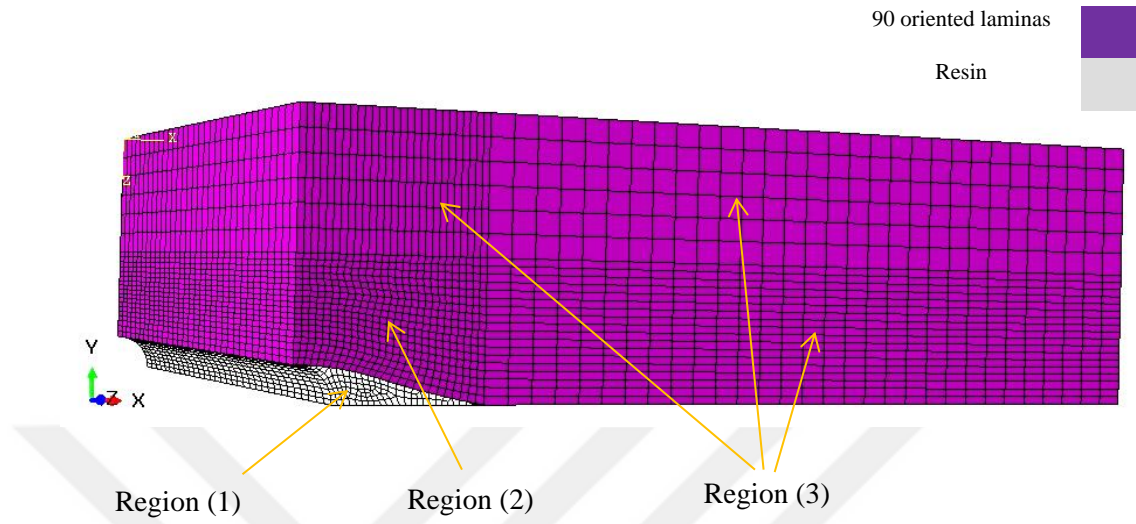 90 oriented laminas
Resin
X
Z
Y
Z
X
Region (1)
Region (2)
Region (3)